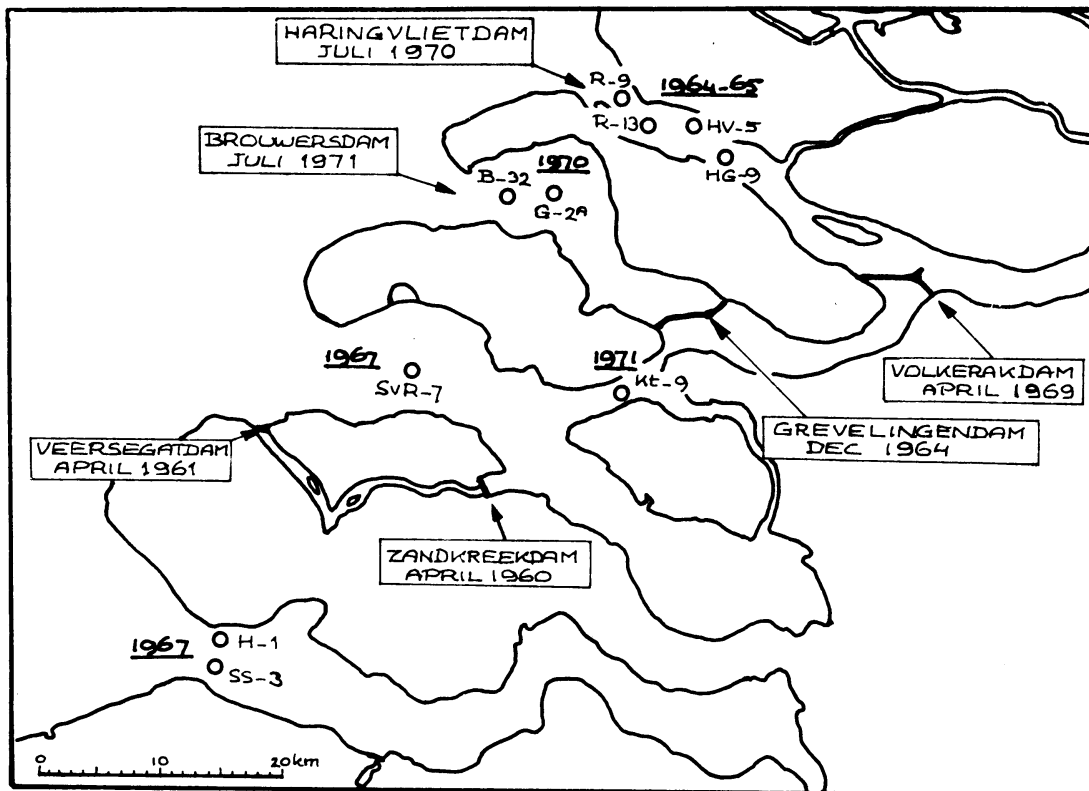 HARINGVLIETDAM
JULI 1970
R-9
1964-65
R-13
HV-5
HG-9
BROUWERSDAM
JULI 1971
1970
B-32
G-2A
1967
SVR-7
1971
Kt-9
VOLKERAKDAM
APRIL 1969
GREVELINGENDAM
DEC 1964
VEERSEGATDAM
APRIL 1961
ZANDKREEKDAM
APRIL 1960
1967
H-1
SS-3
0 10 20km